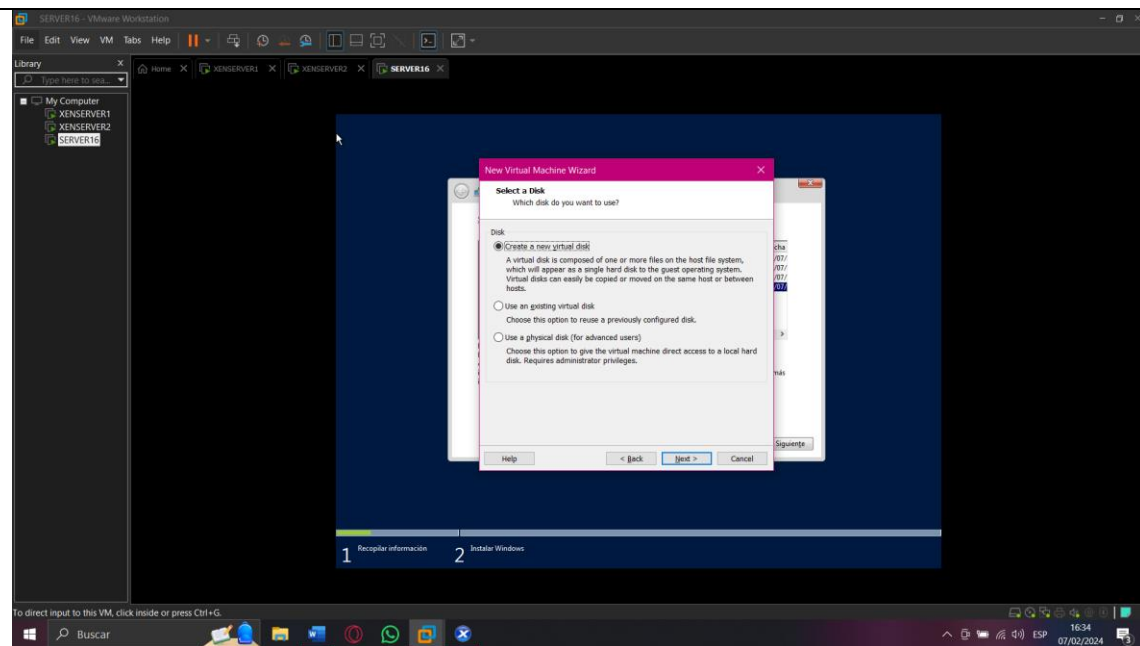 SERVER16 - VMware Workstation
File Edit View VM Tabs Help
Library X
Type here to sea...
Home X XENSERVER1 X XENSERVER2 X SERVER16 X
My Computer
XENSERVER1
XENSERVER2
SERVER16
New Virtual Machine Wizard
Select a Disk
Which disk do you want to use?
Disk
Create a new virtual disk
A virtual disk is composed of one or more files on the host file system,
which will appear as a single hard disk to the guest operating system.
Virtual disks can easily be copied or moved on the same host or between
hosts.
Use an existing virtual disk
Choose this option to reuse a previously configured disk.
Use a physical disk (for advanced users)
Choose this option to give the virtual machine direct access to a local hard
disk. Requires administrator privileges.
cha
/07/
/07/
/07/
/07/
más
Siguiente
Help < Back Next > Cancel
1 Recopilar información 2 Instalar Windows
To direct input to this VM, click inside or press Ctrl+G.
Buscar
ESP
16:34
07/02/2024